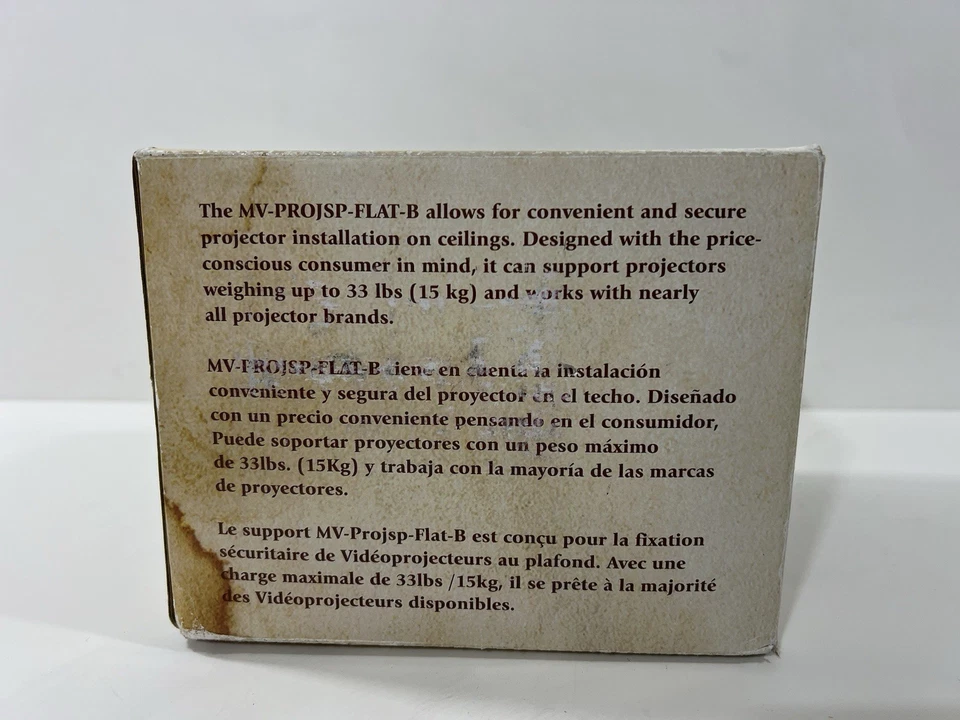 The MV-PROJSP-FLAT-B allows for convenient and secure
projector installation on ceilings. Designed with the price-
conscious consumer in mind, it can support projectors
weighing up to 33 lbs (15 kg) and works with nearly
all projector brands.
MV-PROJSP-FLAT-B tiene en cuenta la instalación
conveniente y segura del proyector en el techo. Diseñado
con un precio conveniente pensando en el consumidor,
Puede soportar proyectores con un peso máximo
de 33lbs. (15Kg) y trabaja con la mayoría de las marcas
de proyectores.
Le support MV-Projsp-Flat-B est conçu pour la fixation
sécuritaire de Vidéoprojecteurs au plafond. Avec une
charge maximale de 33lbs /15kg, il se prête à la majorité
des Vidéoprojecteurs disponibles.